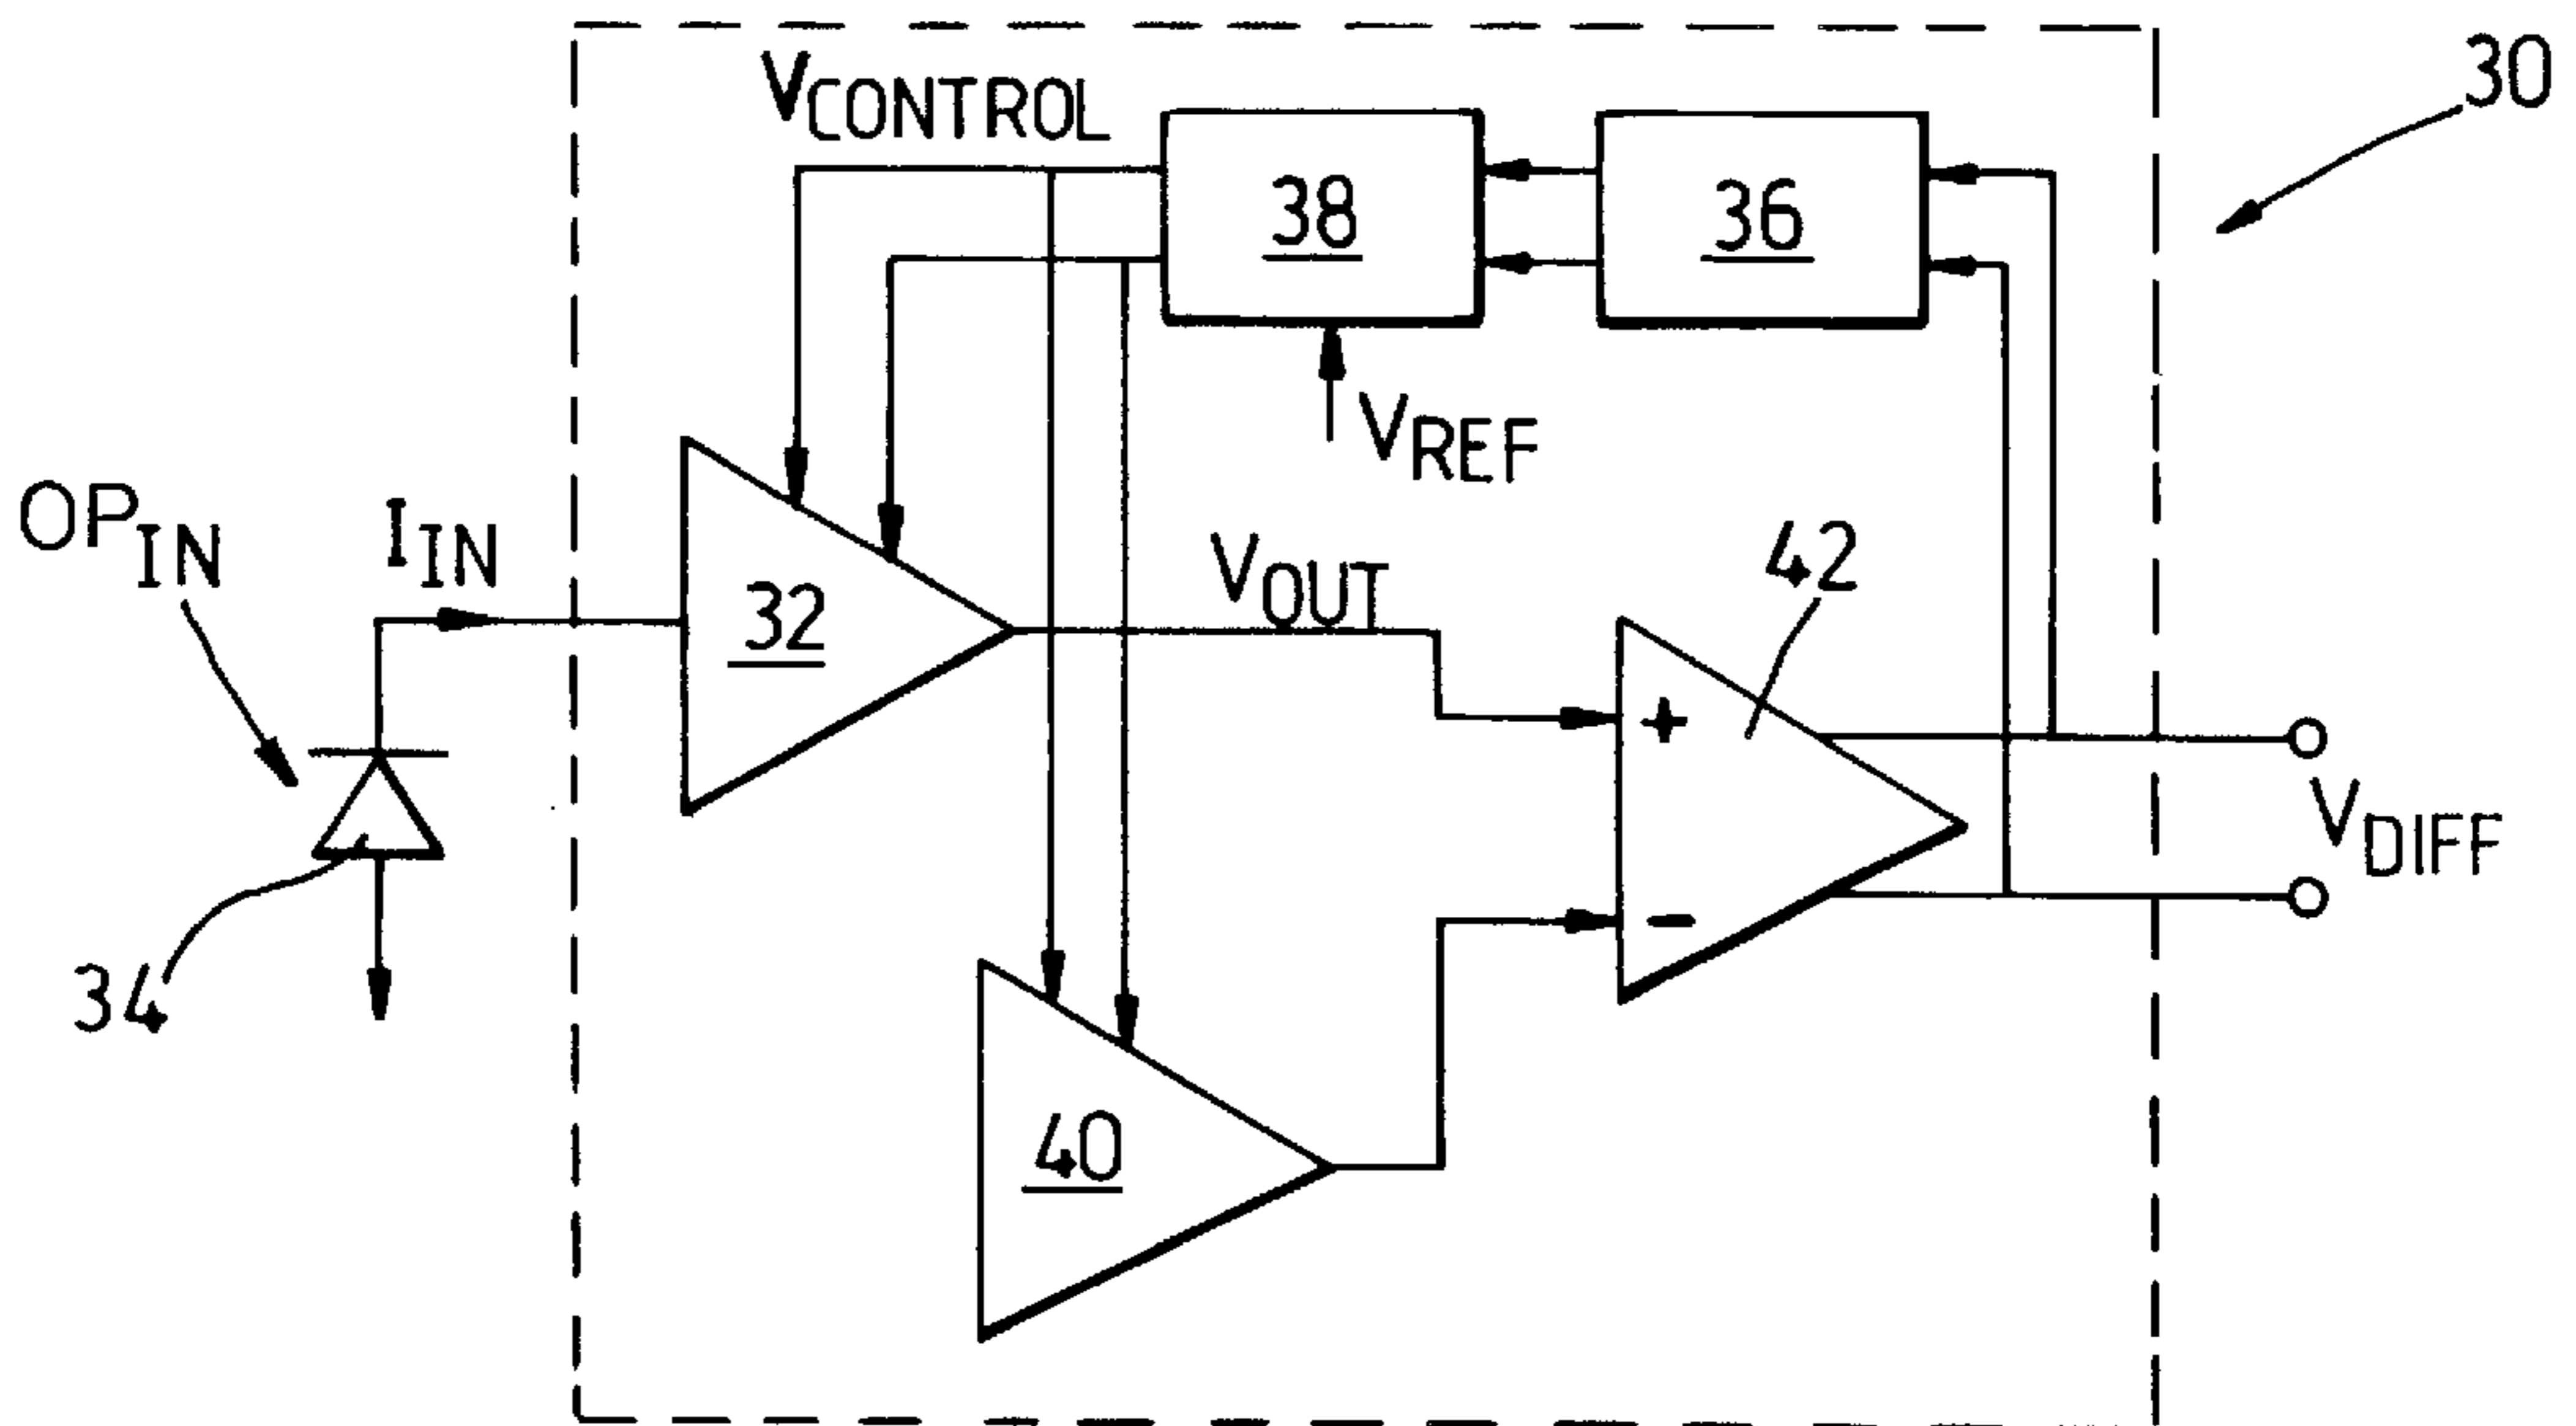 30
VCONTROL
38
36
VREF
OPIN
IIN
32
VOUT
42
+
VDIFF
-
34
40